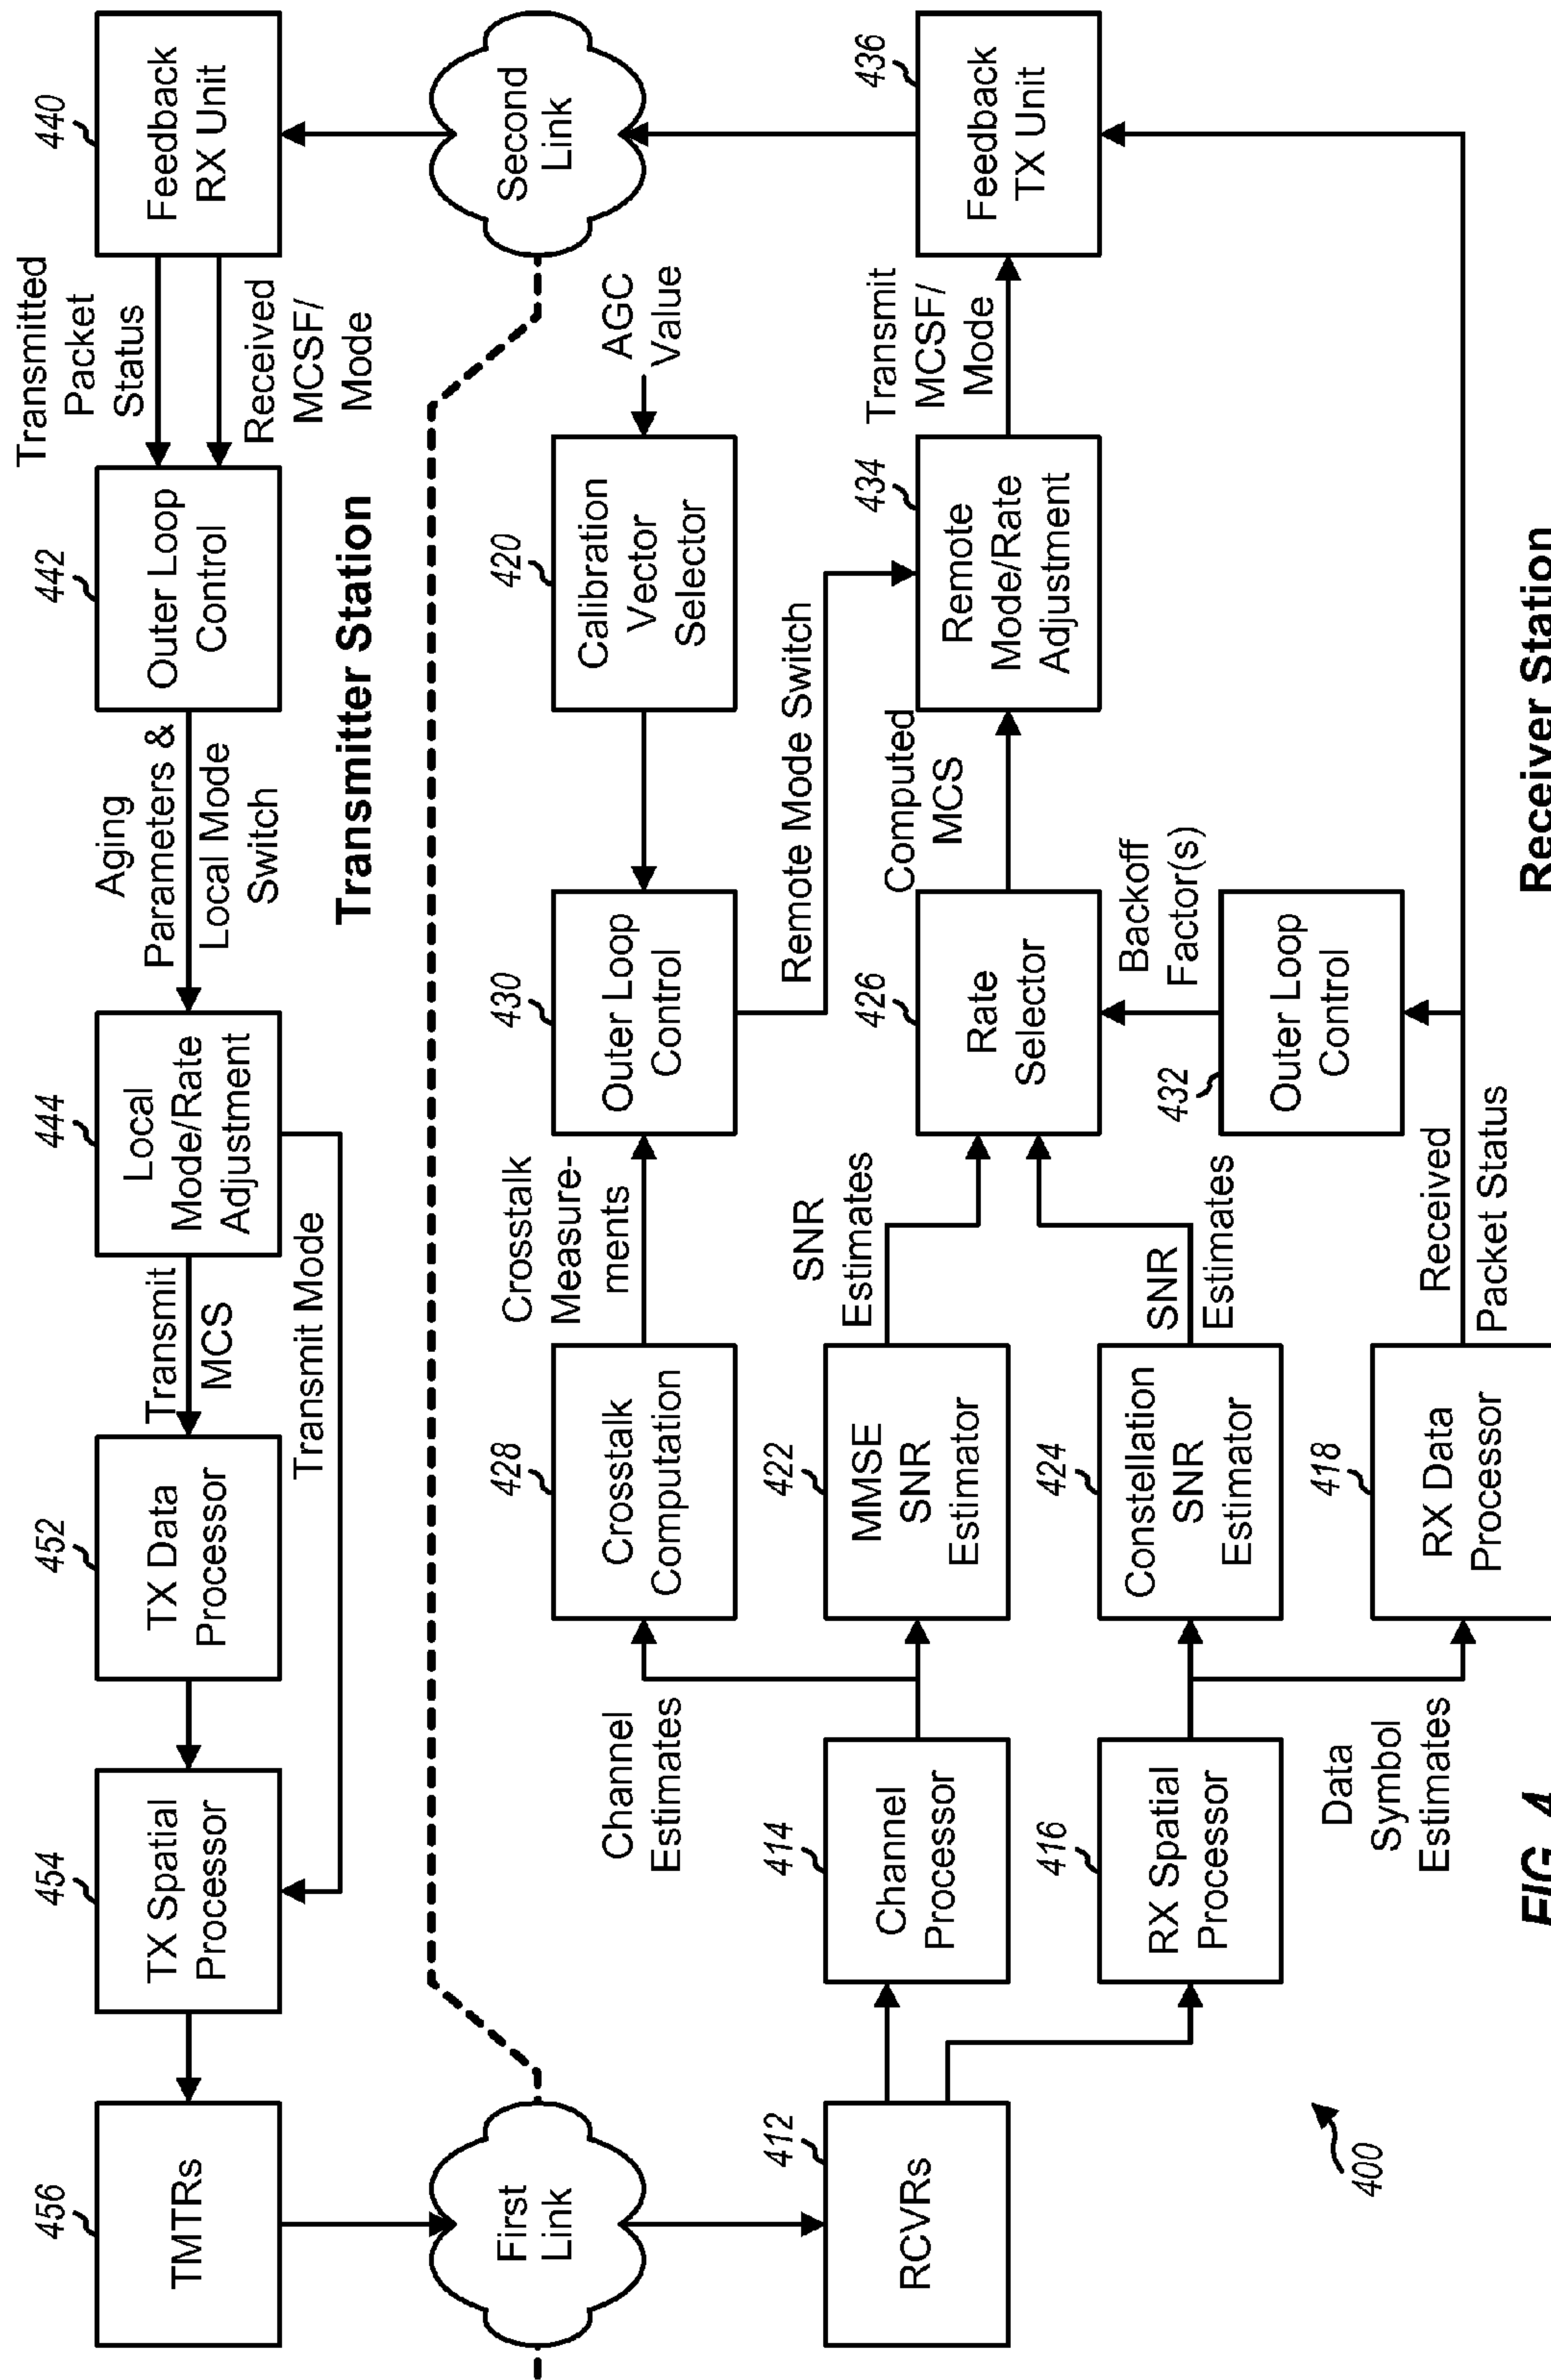 456
TMTRs
454
TX Spatial
Processor
452
TX Data
Processor
Transmit
MCS
Transmit Mode
444
Local
Mode/Rate
Adjustment
Aging
Parameters &
Local Mode
Switch
442
Outer Loop
Control
Transmitted
Packet
Status
Received
MCSF/
Mode
440
Feedback
RX Unit
Transmitter Station
First
Link
Second
Link
428
Crosstalk
Computation
Crosstalk
Measure-
ments
430
Outer Loop
Control
420
Calibration
Vector
Selector
AGC
Value
Channel
Estimates
Remote Mode Switch
412
RCVRs
414
Channel
Processor
422
MMSE
SNR
Estimator
SNR
Estimates
426
Rate
Selector
Computed
MCS
434
Remote
Mode/Rate
Adjustment
Transmit
MCSF/
Mode
436
Feedback
TX Unit
416
RX Spatial
Processor
424
Constellation
SNR
Estimator
SNR
Estimates
Backoff
Factor(s)
432
Outer Loop
Control
Data
Symbol
Estimates
418
RX Data
Processor
Received
Packet Status
400
FIG. 4
Receiver Station